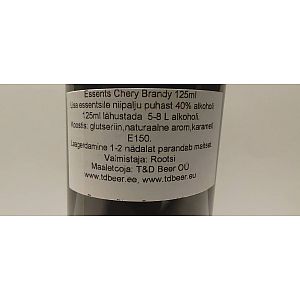 Essents Chery Brandy 125ml
Lisa essentsile niipalju puhast 40% alkoholi
125ml lahustada 5-8 L alkoholi,
Koostis: glütseriin,naturaalne arom,karamell
E150.
Laagerdamine 1-2 nädalat parandab maitset.
Valmistaja: Rootsi
Maaletooja: T&D Beer OÜ
www.tdbeer.ee, www.tdbeer.eu